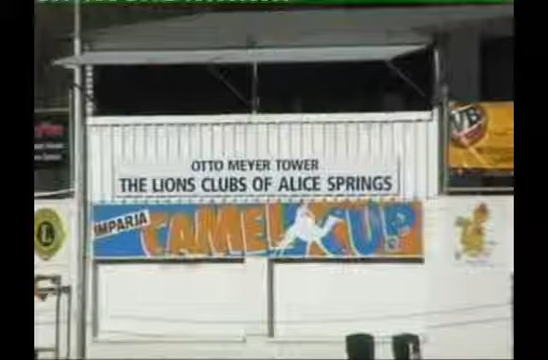 OTTO MEYER TOWER
THE LIONS CLUBS OF ALICE SPRINGS
IMPARJA CAMEL CUP
VB
L